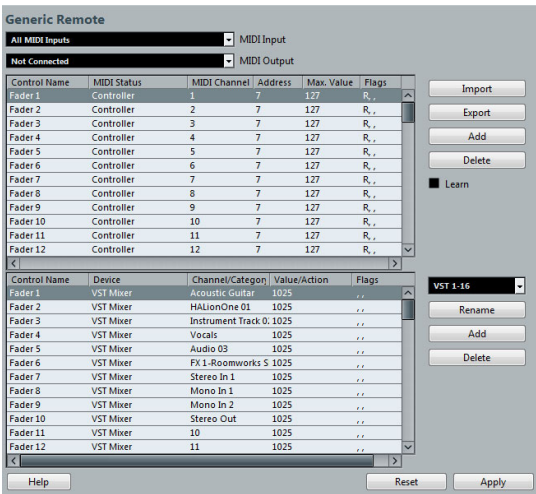 Generic Remote
All MIDI Inputs MIDI Input
Not Connected MIDI Output
Control Name MIDI Status MIDI Channel Address Max. Value Flags
Fader 1 Controller 1 7 127 R, ,
Fader 2 Controller 2 7 127 R, ,
Fader 3 Controller 3 7 127 R, ,
Fader 4 Controller 4 7 127 R, ,
Fader 5 Controller 5 7 127 R, ,
Fader 6 Controller 6 7 127 R, ,
Fader 7 Controller 7 7 127 R, ,
Fader 8 Controller 8 7 127 R, ,
Fader 9 Controller 9 7 127 R, ,
Fader 10 Controller 10 7 127 R, ,
Fader 11 Controller 11 7 127 R, ,
Fader 12 Controller 12 7 127 R, ,
Import
Export
Add
Delete
Learn
Control Name Device Channel/Category Value/Action Flags
Fader 1 VST Mixer Acoustic Guitar 1025 , ,
Fader 2 VST Mixer HALionOne 01 1025 , ,
Fader 3 VST Mixer Instrument Track 02 1025 , ,
Fader 4 VST Mixer Vocals 1025 , ,
Fader 5 VST Mixer Audio 03 1025 , ,
Fader 6 VST Mixer FX 1-Roomworks S 1025 , ,
Fader 7 VST Mixer Stereo In 1 1025 , ,
Fader 8 VST Mixer Mono In 1 1025 , ,
Fader 9 VST Mixer Mono In 2 1025 , ,
Fader 10 VST Mixer Stereo Out 1025 , ,
Fader 11 VST Mixer 10 1025 , ,
Fader 12 VST Mixer 11 1025 , ,
VST 1-16
Rename
Add
Delete
Help Reset Apply